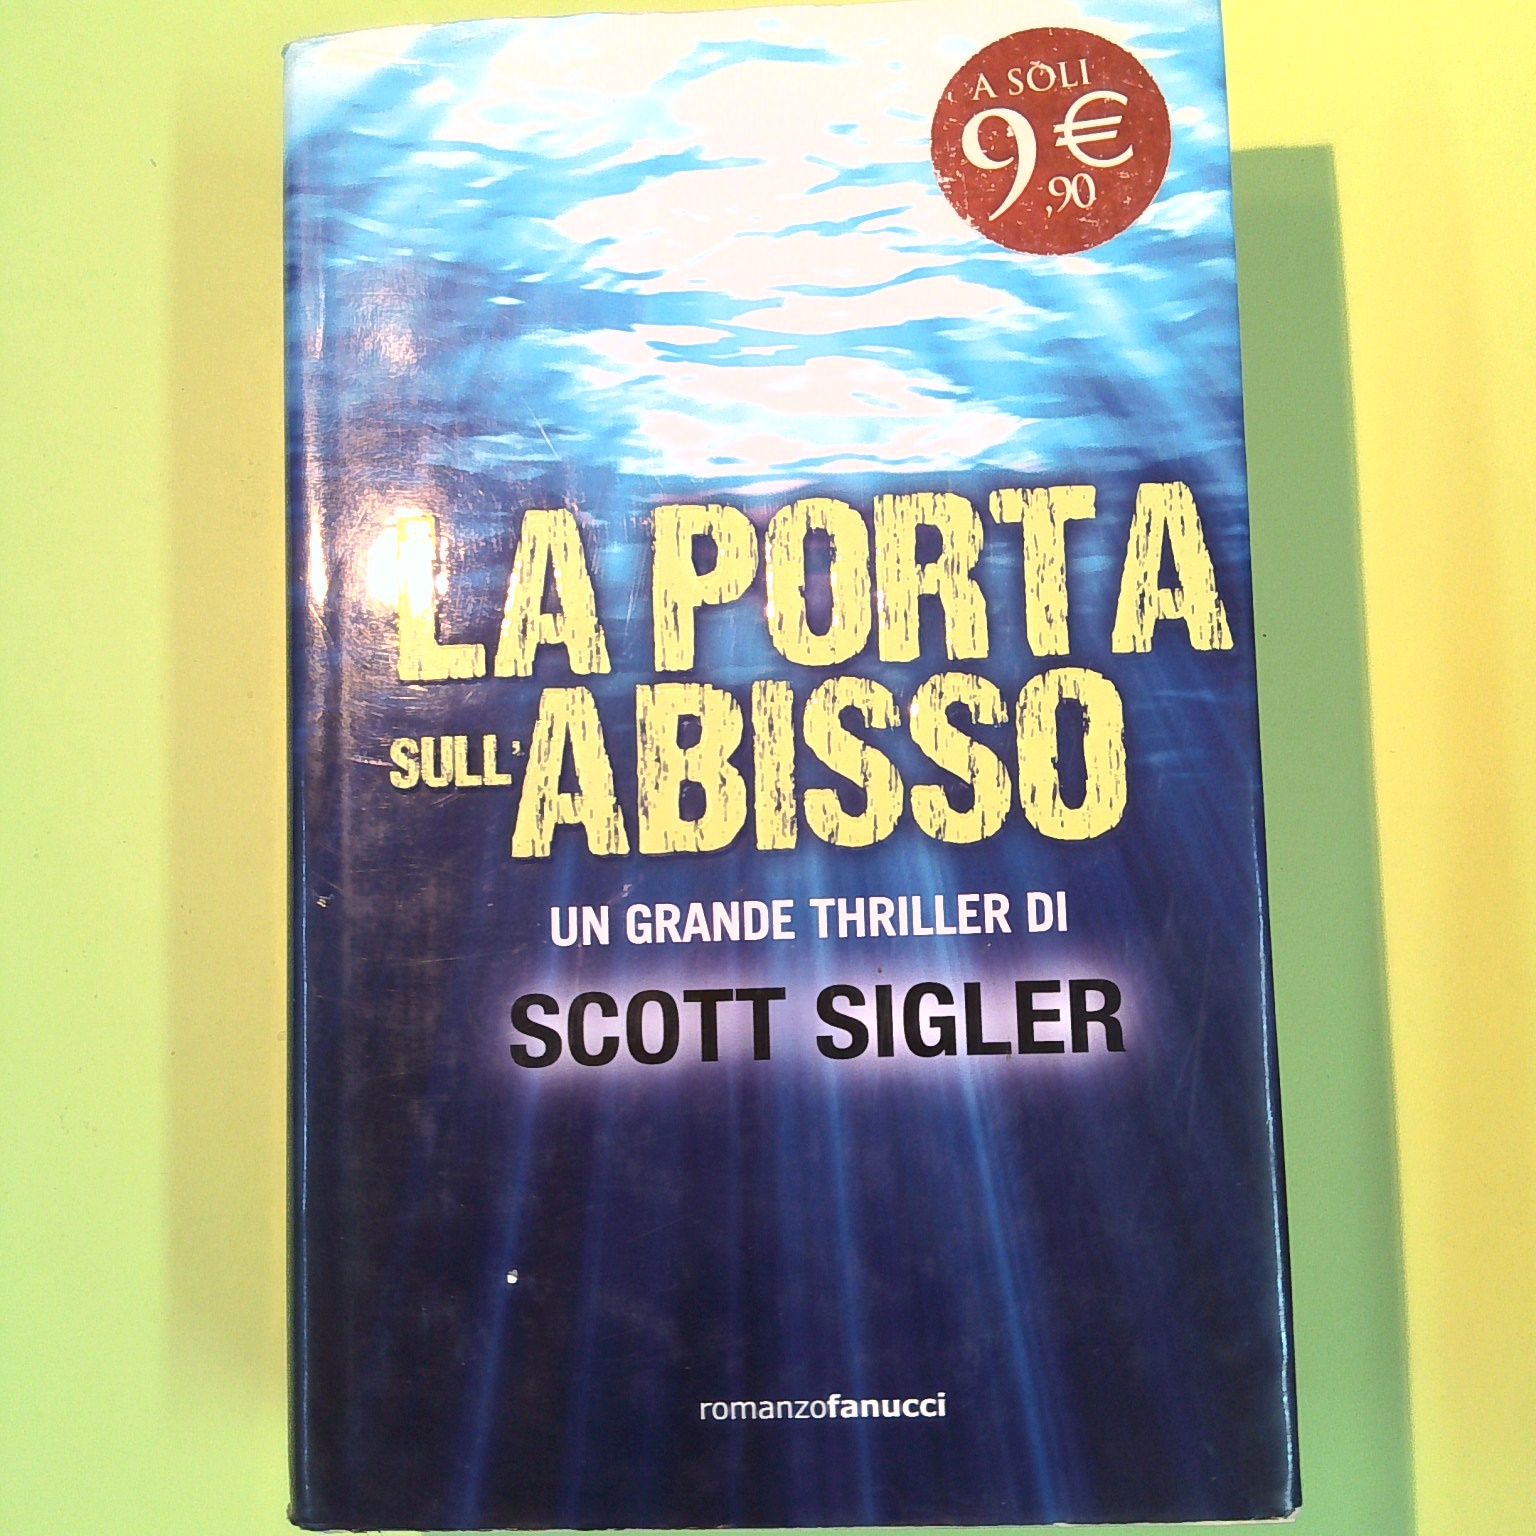 A SOLI
9,90 €
LA PORTA
SULL'ABISSO
UN GRANDE THRILLER DI
SCOTT SIGLER
romanzofanucci